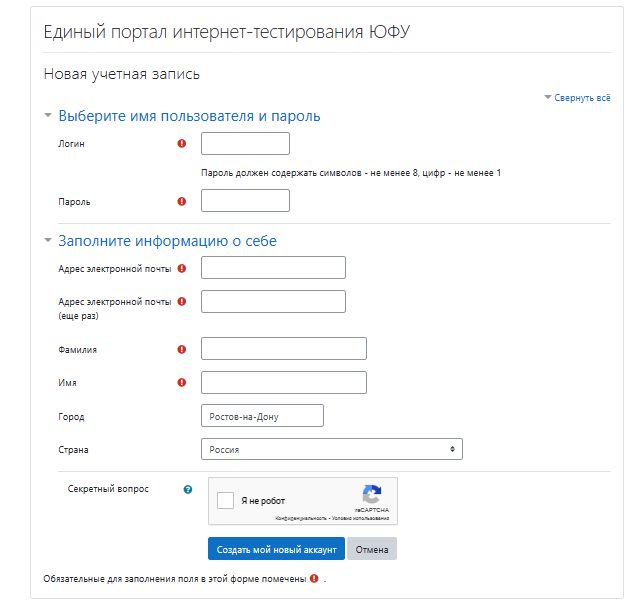 Единый портал интернет-тестирования ЮФУ
Новая учетная запись
Свернуть всё
Выберите имя пользователя и пароль
Логин
Пароль должен содержать символов - не менее 8, цифр - не менее 1
Пароль
Заполните информацию о себе
Адрес электронной почты
Адрес электронной почты
(еще раз)
Фамилия
Имя
Город Ростов-на-Дону
Страна Россия
Секретный вопрос
Я не робот
reCAPTCHA
Конфиденциальность - Условия использования
Создать мой новый аккаунт Отмена
Обязательные для заполнения поля в этой форме помечены .